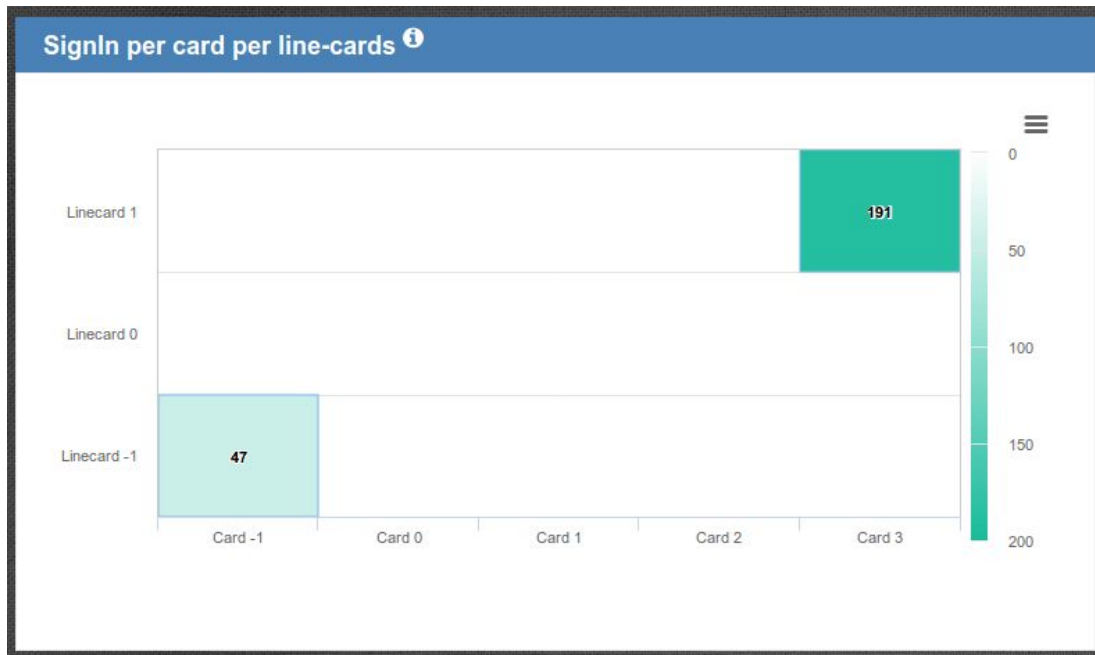 SignIn per card per line-cards
0
Linecard 1
191
50
Linecard 0
100
150
Linecard -1
47
Card -1 Card 0 Card 1 Card 2 Card 3
200